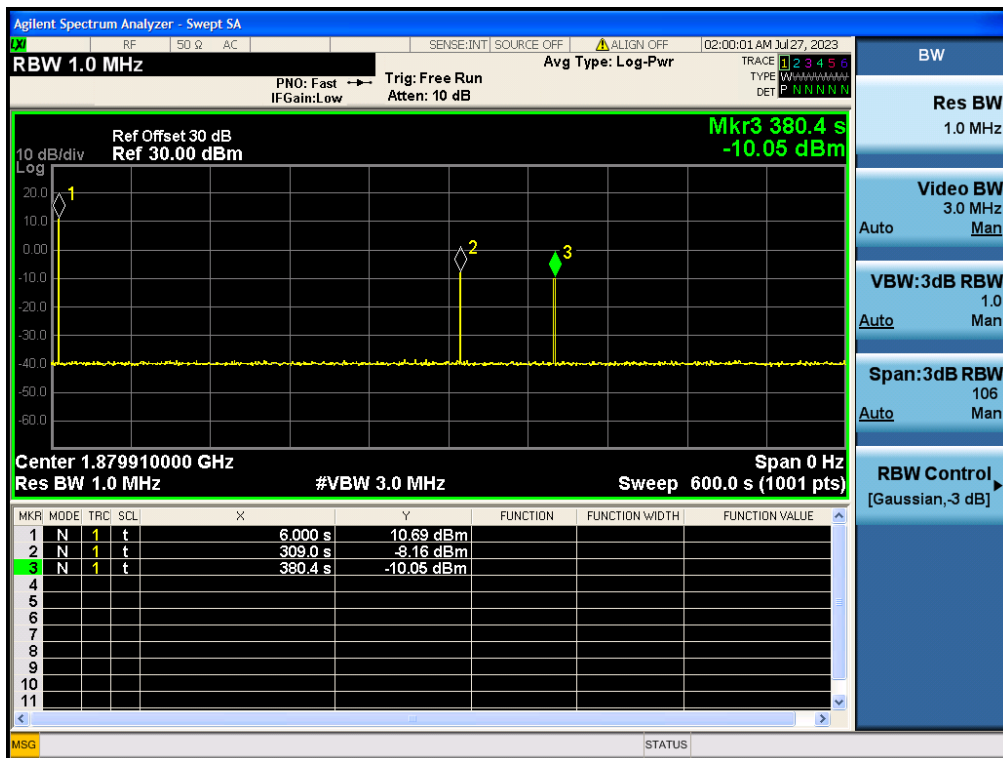 Agilent Spectrum Analyzer - Swept SA
LXI RF 50 Ω AC SENSE:INT SOURCE OFF ALIGN OFF 02:00:01 AM Jul 27, 2023
RBW 1.0 MHz
PNO: Fast
IFGain:Low
Trig: Free Run
Atten: 10 dB
Avg Type: Log-Pwr
TRACE 1 2 3 4 5 6
TYPE W
DET P N N N N N
Ref Offset 30 dB
10 dB/div Ref 30.00 dBm
Log
Mkr3 380.4 s
-10.05 dBm
20.0
10.0
0.00
-10.0
-20.0
-30.0
-40.0
-50.0
-60.0
1
2
3
Center 1.879910000 GHz Span 0 Hz
Res BW 1.0 MHz #VBW 3.0 MHz Sweep 600.0 s (1001 pts)
MKR MODE TRC SCL X Y FUNCTION FUNCTION WIDTH FUNCTION VALUE
1 N 1 t 6.000 s 10.69 dBm
2 N 1 t 309.0 s -8.16 dBm
3 N 1 t 380.4 s -10.05 dBm
4
5
6
7
8
9
10
11
MSG STATUS
BW
Res BW
1.0 MHz
Video BW
3.0 MHz
Auto Man
VBW:3dB RBW
1.0
Auto Man
Span:3dB RBW
106
Auto Man
RBW Control
[Gaussian,-3 dB]